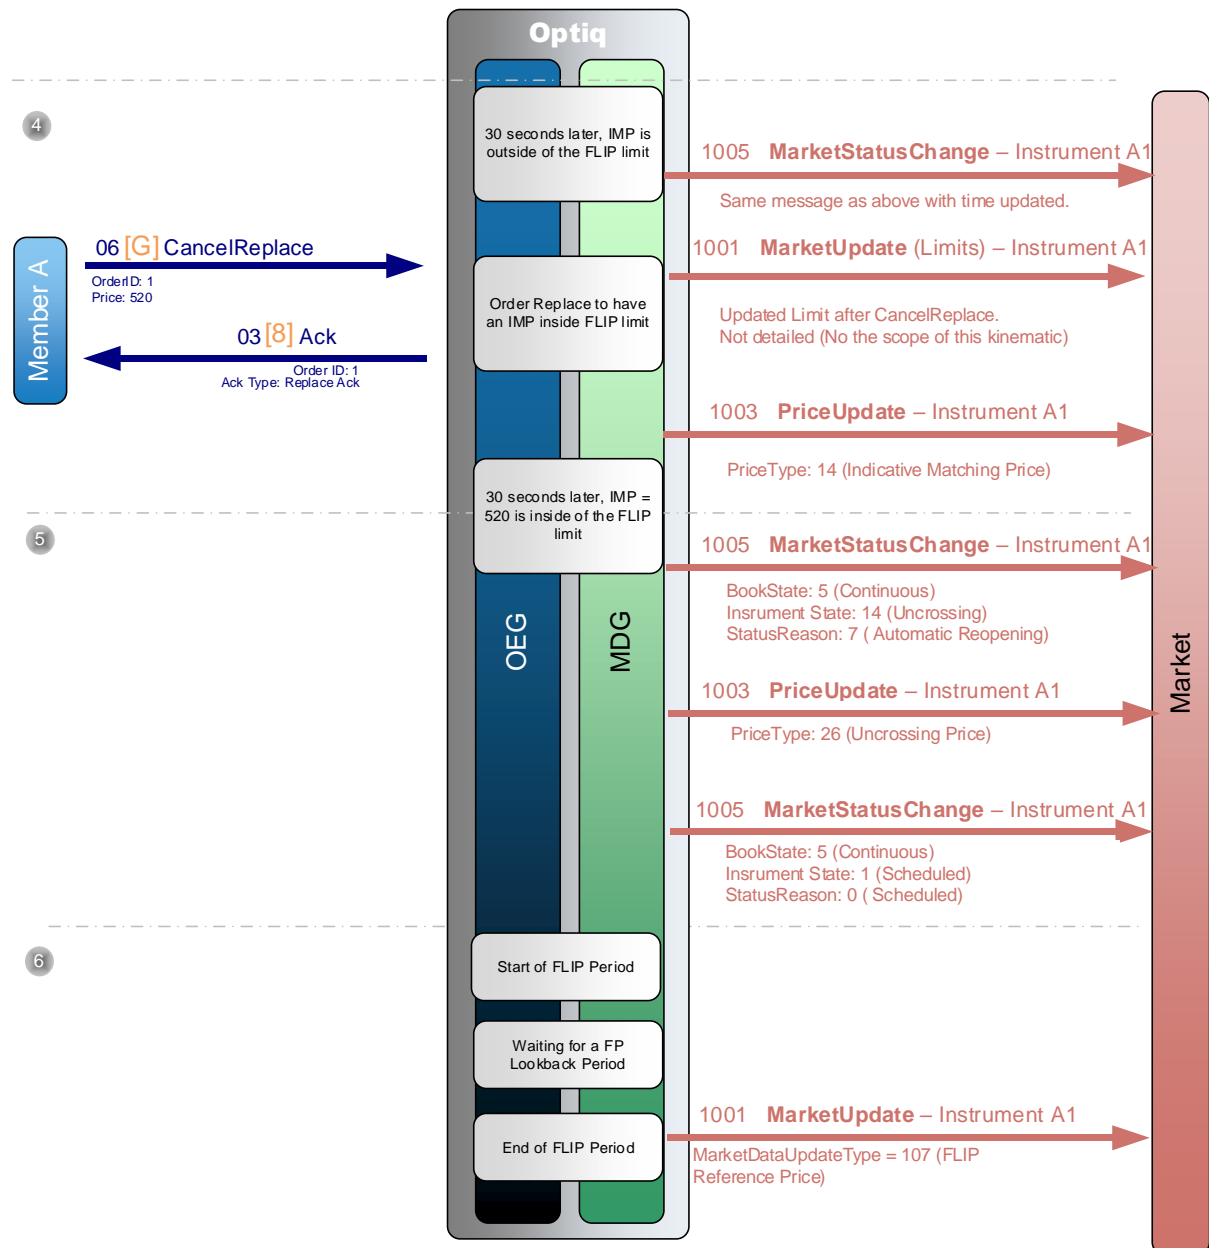 Optiq
4
30 seconds later, IMP is
outside of the FLIP limit
1005 MarketStatusChange – Instrument A1
Same message as above with time updated.
Member A
06 [G] CancelReplace
OrderID: 1
Price: 520
03 [8] Ack
Order ID: 1
Ack Type: Replace Ack
Order Replace to have
an IMP inside FLIP limit
1001 MarketUpdate (Limits) – Instrument A1
Updated Limit after CancelReplace.
Not detailed (No the scope of this kinematic)
1003 PriceUpdate – Instrument A1
PriceType: 14 (Indicative Matching Price)
30 seconds later, IMP =
520 is inside of the FLIP
limit
5
1005 MarketStatusChange – Instrument A1
BookState: 5 (Continuous)
Insrument State: 14 (Uncrossing)
StatusReason: 7 ( Automatic Reopening)
OEG
MDG
Market
1003 PriceUpdate – Instrument A1
PriceType: 26 (Uncrossing Price)
1005 MarketStatusChange – Instrument A1
BookState: 5 (Continuous)
Insrument State: 1 (Scheduled)
StatusReason: 0 ( Scheduled)
6
Start of FLIP Period
Waiting for a FP
Lookback Period
End of FLIP Period
1001 MarketUpdate – Instrument A1
MarketDataUpdateType = 107 (FLIP
Reference Price)